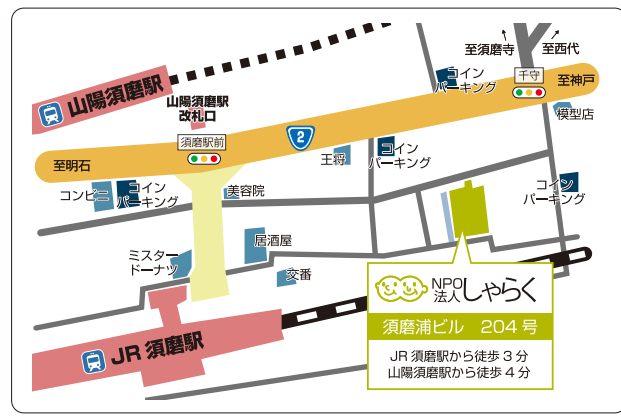 至須磨寺
至西代
山陽須磨駅
コイン
パーキング
千守
至神戸
山陽須磨駅
改札口
模型店
須磨駅前
2
王将
コイン
パーキング
至明石
コンビニ
コイン
パーキング
美容院
コイン
パーキング
居酒屋
ミスター
ドーナツ
交番
NPO
法人
しゃらく
須磨浦ビル 204号
JR須磨駅
JR須磨駅から徒歩3分
山陽須磨駅から徒歩4分